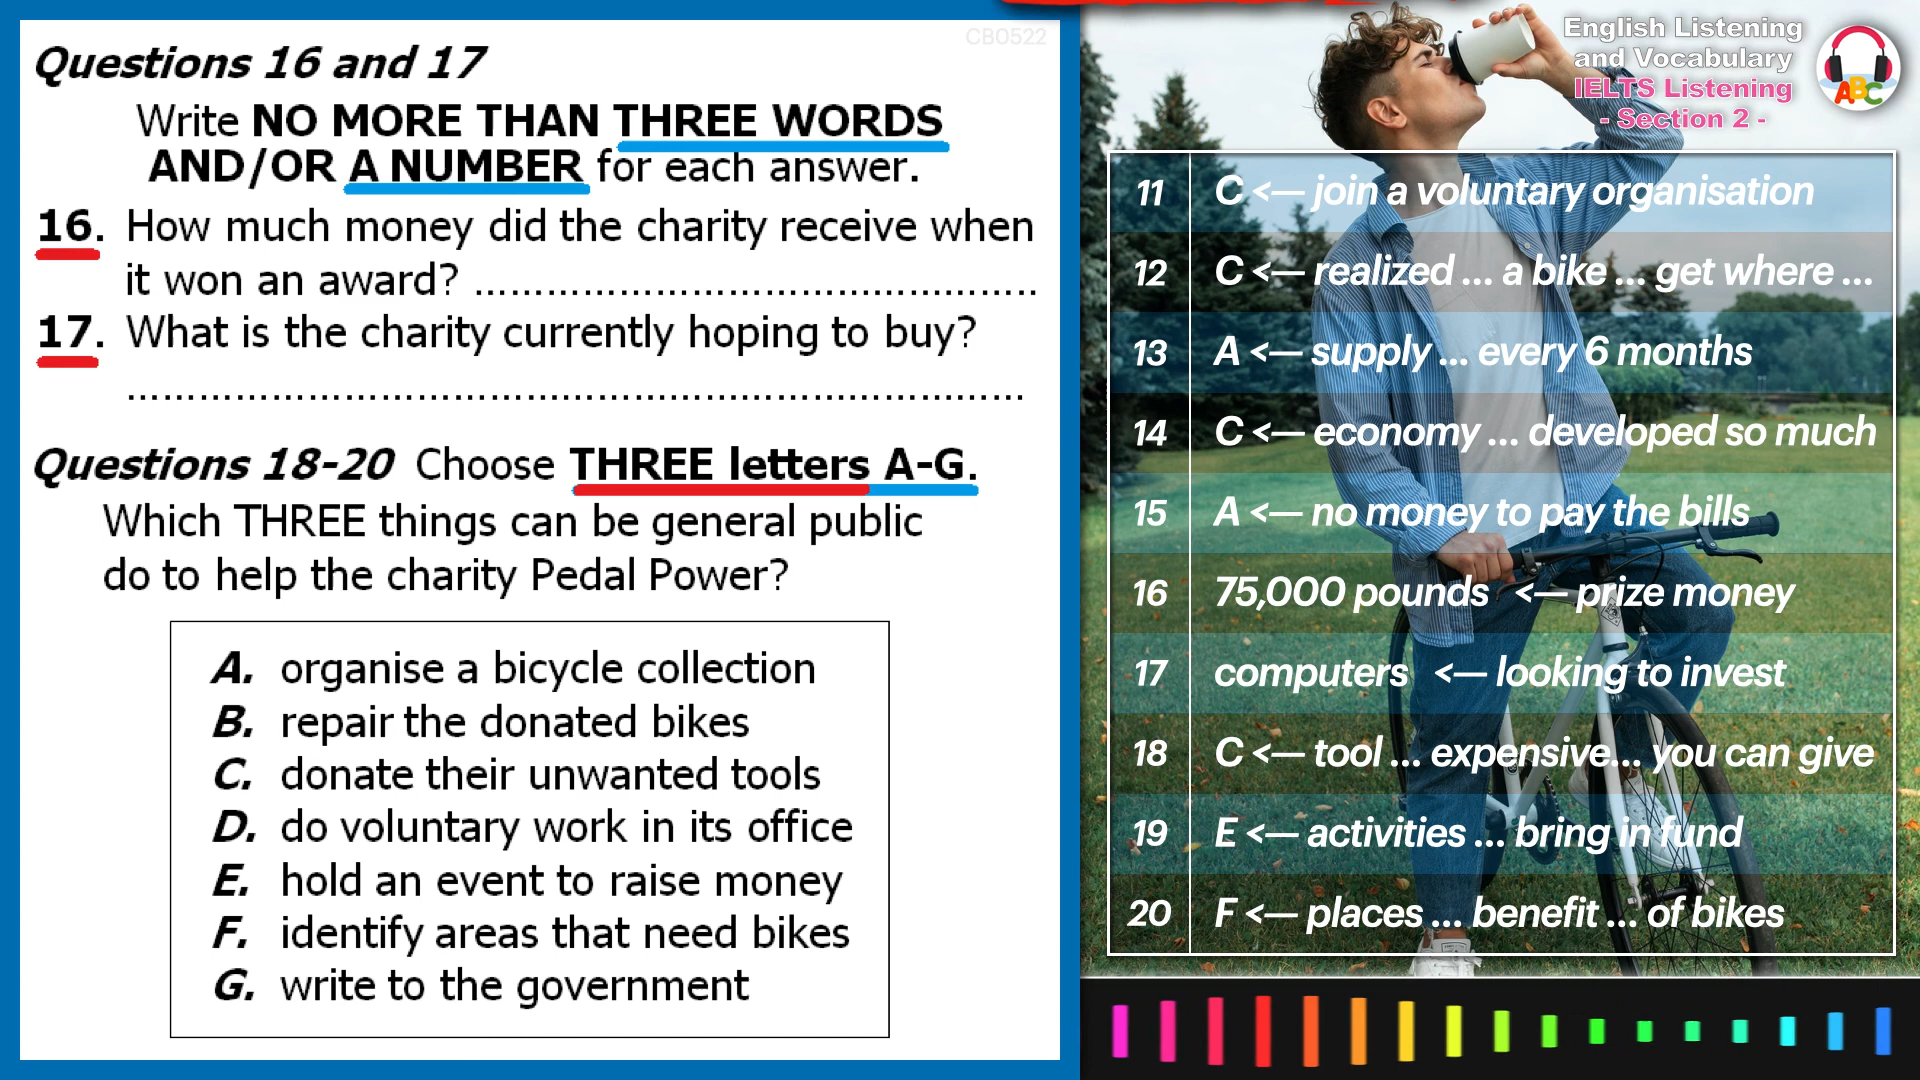 CB0522
Questions 16 and 17
Write NO MORE THAN THREE WORDS
AND/OR A NUMBER for each answer.
16. How much money did the charity receive when
it won an award? ................................................
17. What is the charity currently hoping to buy?
................................................................
Questions 18-20 Choose THREE letters A-G.
Which THREE things can be general public
do to help the charity Pedal Power?
A. organise a bicycle collection
B. repair the donated bikes
C. donate their unwanted tools
D. do voluntary work in its office
E. hold an event to raise money
F. identify areas that need bikes
G. write to the government
English Listening
and Vocabulary
IELTS Listening
- Section 2 -
ABC
11 C <— join a voluntary organisation
12 C <— realized ... a bike ... get where ...
13 A <— supply ... every 6 months
14 C <— economy ... developed so much
15 A <— no money to pay the bills
16 75,000 pounds <— prize money
17 computers <— looking to invest
18 C <— tool ... expensive... you can give
19 E <— activities ... bring in fund
20 F <— places ... benefit ... of bikes